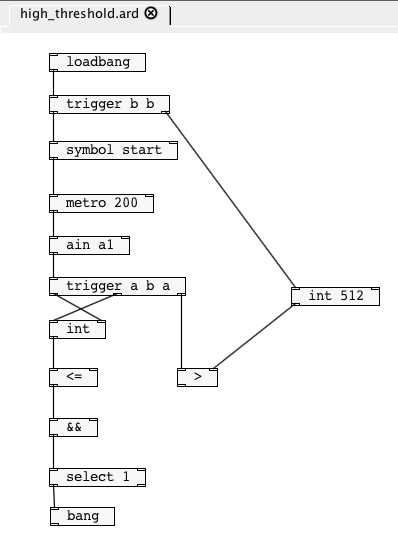 high_threshold.ard
loadbang
trigger b b
symbol start
metro 200
ain a1
trigger a b a
int 512
int
<=
>
&&
select 1
bang